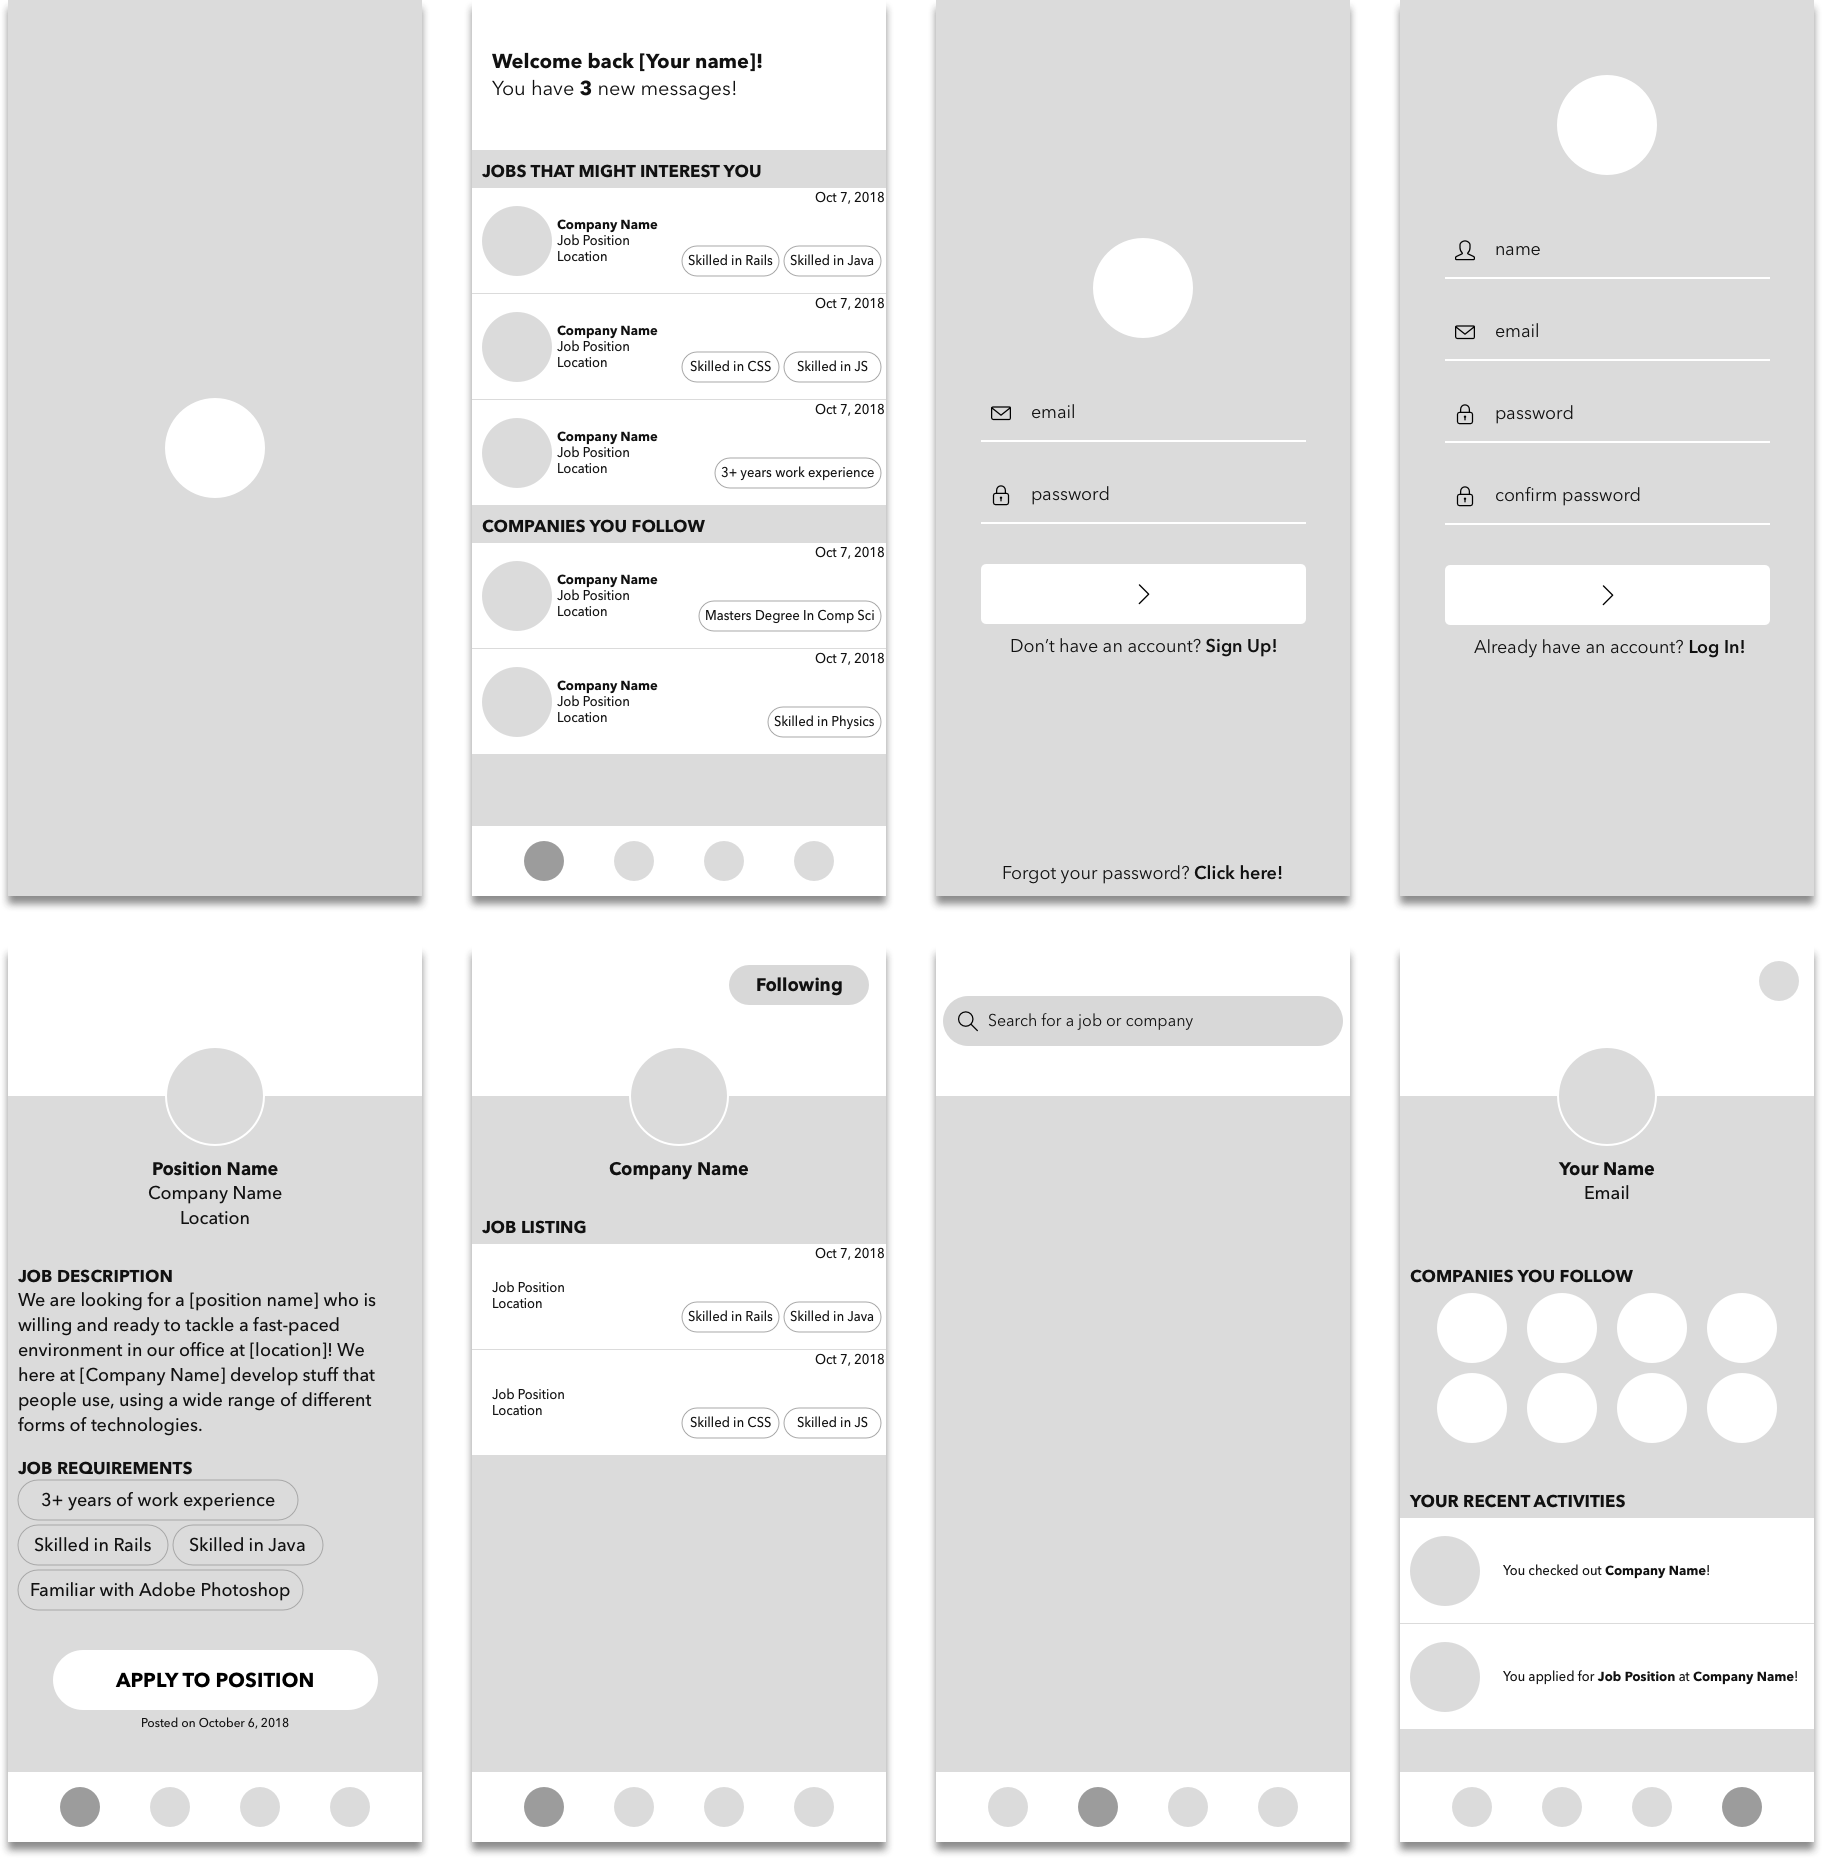 Welcome back [Your name]!
You have 3 new messages!
JOBS THAT MIGHT INTEREST YOU
Oct 7, 2018
Company Name
Job Position
Location
Skilled in Rails
Skilled in Java
Oct 7, 2018
Company Name
Job Position
Location
Skilled in CSS
Skilled in JS
Oct 7, 2018
Company Name
Job Position
Location
3+ years work experience
COMPANIES YOU FOLLOW
Oct 7, 2018
Company Name
Job Position
Location
Masters Degree In Comp Sci
Oct 7, 2018
Company Name
Job Position
Location
Skilled in Physics
email
password
Don't have an account? Sign Up!
Forgot your password? Click here!
name
email
password
confirm password
Already have an account? Log In!
Position Name
Company Name
Location
JOB DESCRIPTION
We are looking for a [position name] who is
willing and ready to tackle a fast-paced
environment in our office at [location]! We
here at [Company Name] develop stuff that
people use, using a wide range of different
forms of technologies.
JOB REQUIREMENTS
3+ years of work experience
Skilled in Rails
Skilled in Java
Familiar with Adobe Photoshop
APPLY TO POSITION
Posted on October 6, 2018
Following
Company Name
JOB LISTING
Oct 7, 2018
Job Position
Location
Skilled in Rails
Skilled in Java
Oct 7, 2018
Job Position
Location
Skilled in CSS
Skilled in JS
Search for a job or company
Your Name
Email
COMPANIES YOU FOLLOW
YOUR RECENT ACTIVITIES
You checked out Company Name!
You applied for Job Position at Company Name!